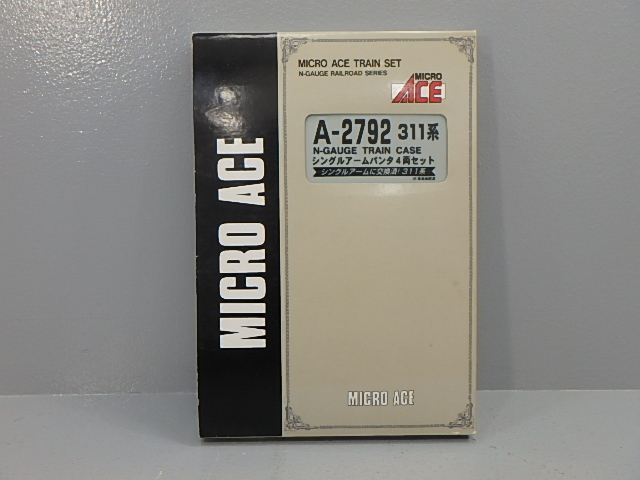 MICRO ACE
MICRO ACE TRAIN SET
N-GAUGE RAILROAD SERIES
MICRO
ACE
A-2792 311系
N-GAUGE TRAIN CASE
シングルアームパンタ4両セット
シングルアームに交換済!311系
MICRO ACE